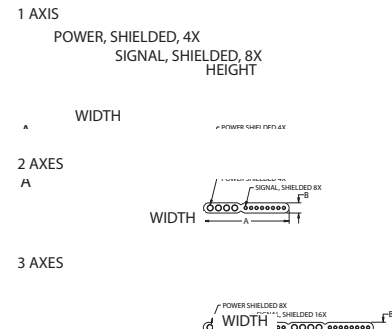 1 AXIS
POWER, SHIELDED, 4X
SIGNAL, SHIELDED, 8X
HEIGHT
WIDTH
A
POWER SHIELDED 4X
2 AXES
A
POWER SHIELDED 4X
SIGNAL, SHIELDED 8X
B
WIDTH
A
3 AXES
POWER SHIELDED 8X
SIGNAL, SHIELDED 16X
WIDTH
B